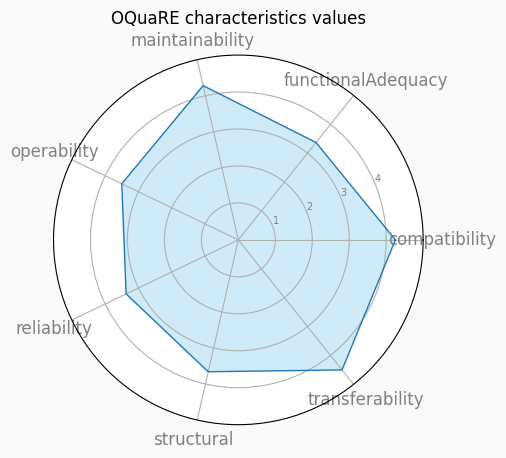 OQuaRE characteristics values
maintainability
functionalAdequacy
operability
4
3
2
1
compatibility
reliability
transferability
structural